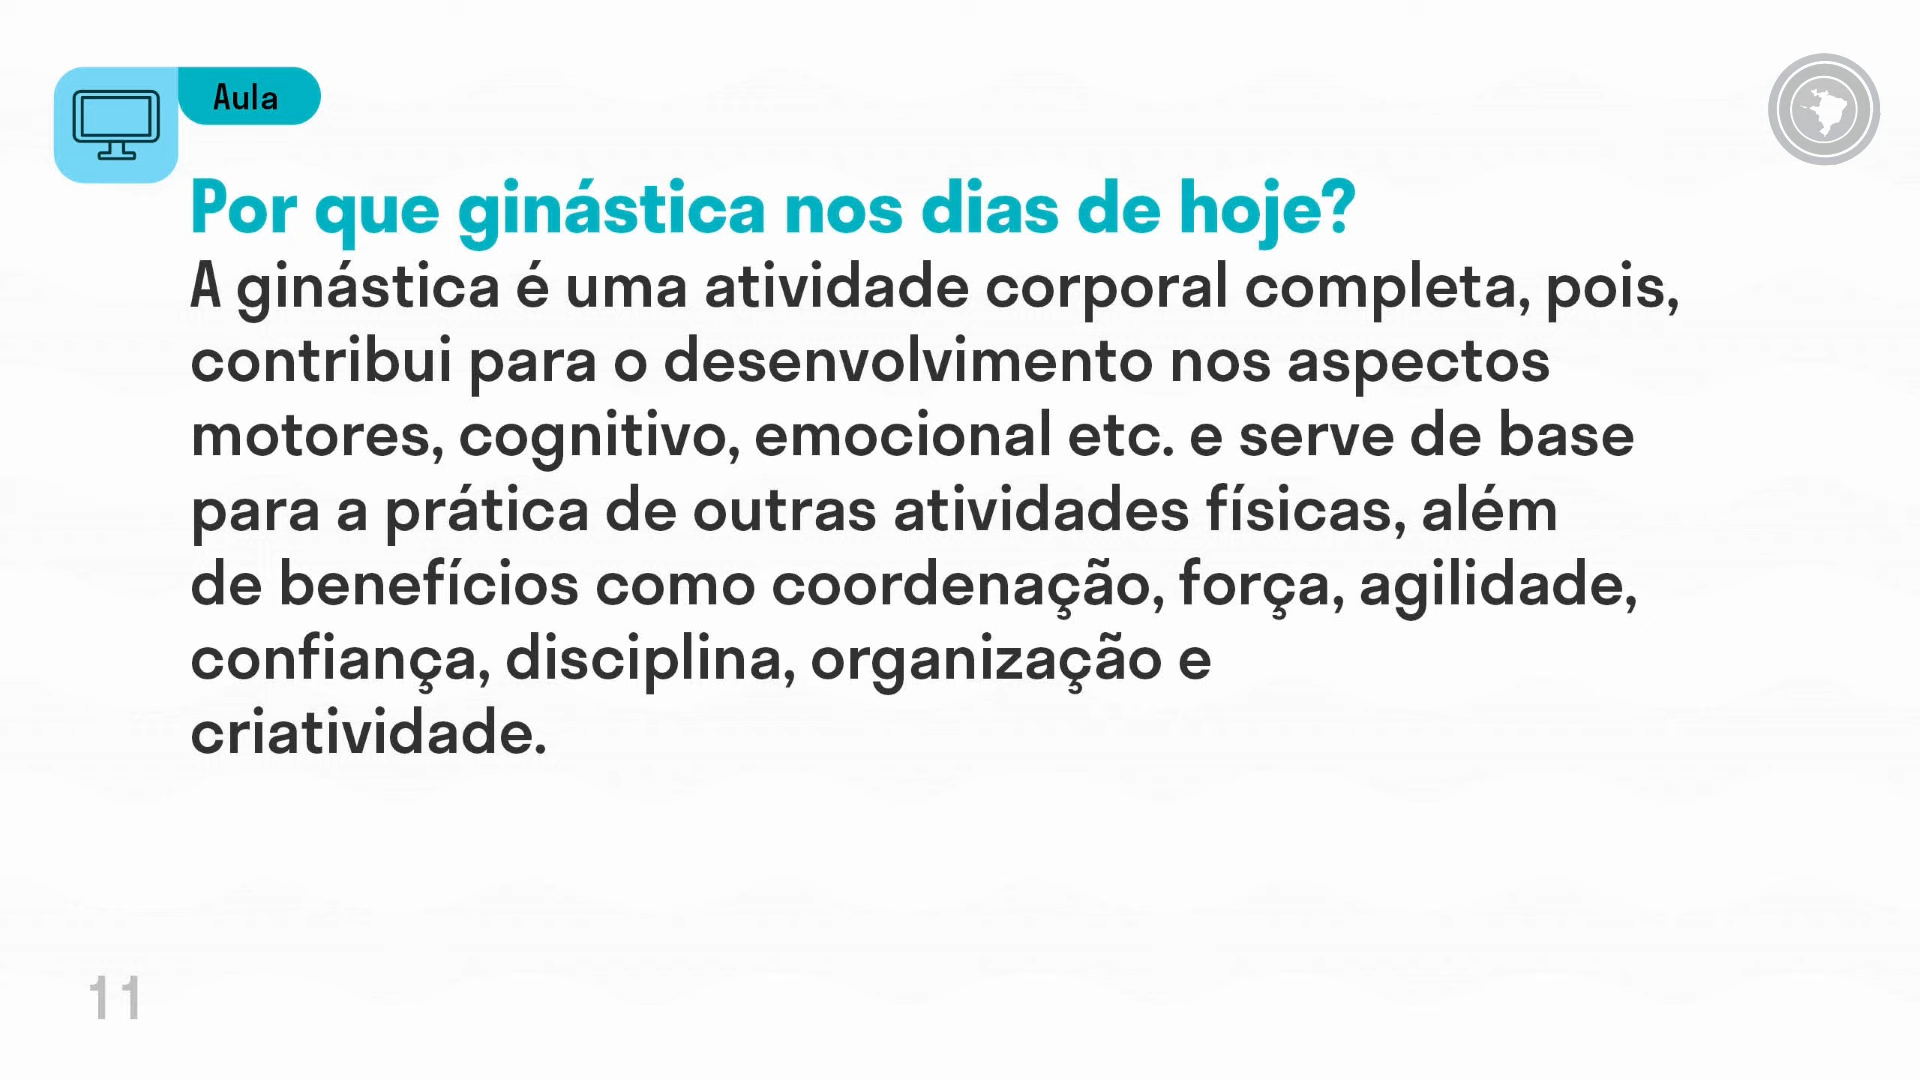 Aula
Por que ginástica nos dias de hoje?
A ginástica é uma atividade corporal completa, pois,
contribui para o desenvolvimento nos aspectos
motores, cognitivo, emocional etc. e serve de base
para a prática de outras atividades físicas, além
de benefícios como coordenação, força, agilidade,
confiança, disciplina, organização e
criatividade.
11